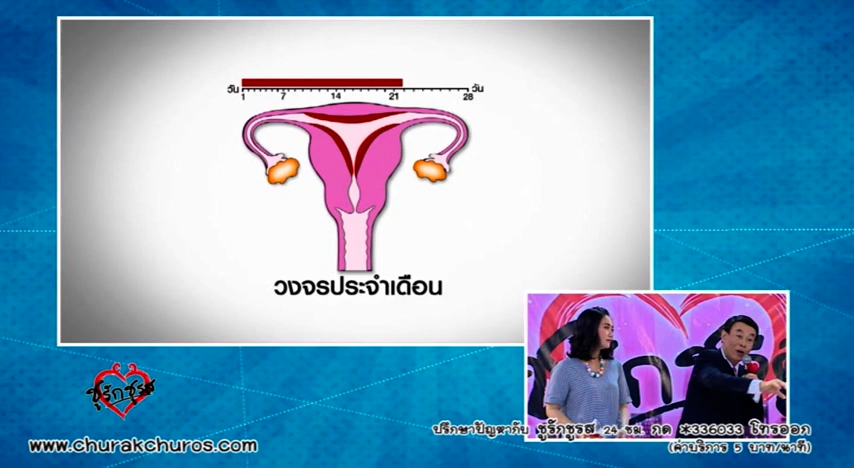 วัน วัน
1 7 14 21 28
วงจรประจำเดือน
ชูรักชูรส
ปรึกษาปัญหากับ ชูรักชูรส 24 ชม. กด *336033 โทรออก
www.churakchuros.com (ค่าบริการ 5 บาท/นาที)